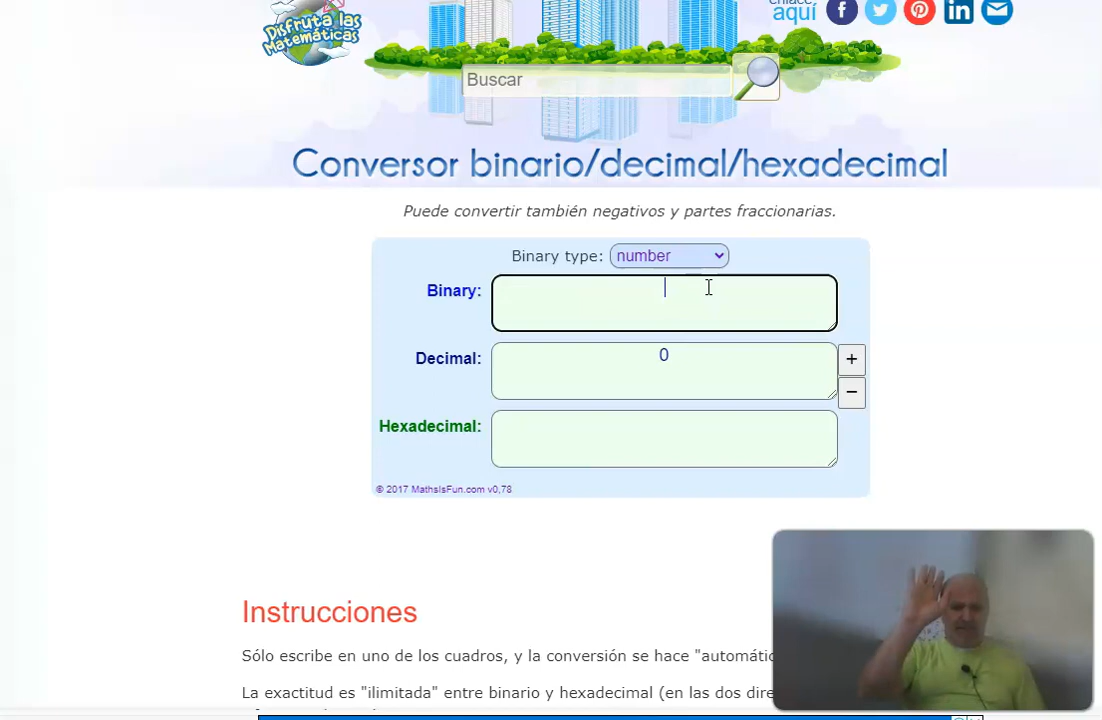 enlace
aquí
Disfruta las
Matemáticas
Buscar
Conversor binario/decimal/hexadecimal
Puede convertir también negativos y partes fraccionarias.
Binary type: number
Binary:
Decimal: 0 +
−
Hexadecimal:
© 2017 MathsIsFun.com v0,78
Instrucciones
Sólo escribe en uno de los cuadros, y la conversión se hace "automátic
La exactitud es "ilimitada" entre binario y hexadecimal (en las dos dire